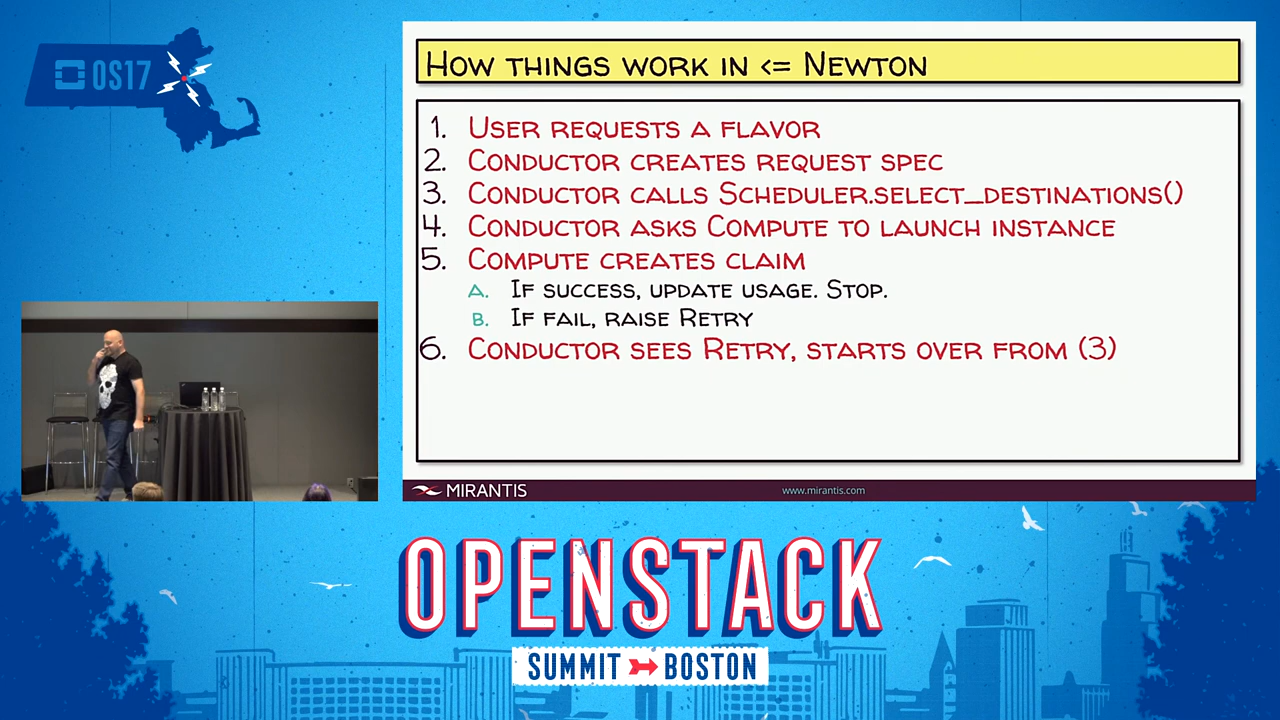 OS17
How things work in <= Newton
1. User requests a flavor
2. Conductor creates request spec
3. Conductor calls Scheduler.select_destinations()
4. Conductor asks Compute to launch instance
5. Compute creates claim
a. If success, update usage. Stop.
b. If fail, raise Retry
6. Conductor sees Retry, starts over from (3)
MIRANTIS
www.mirantis.com
OPENSTACK
SUMMIT BOSTON